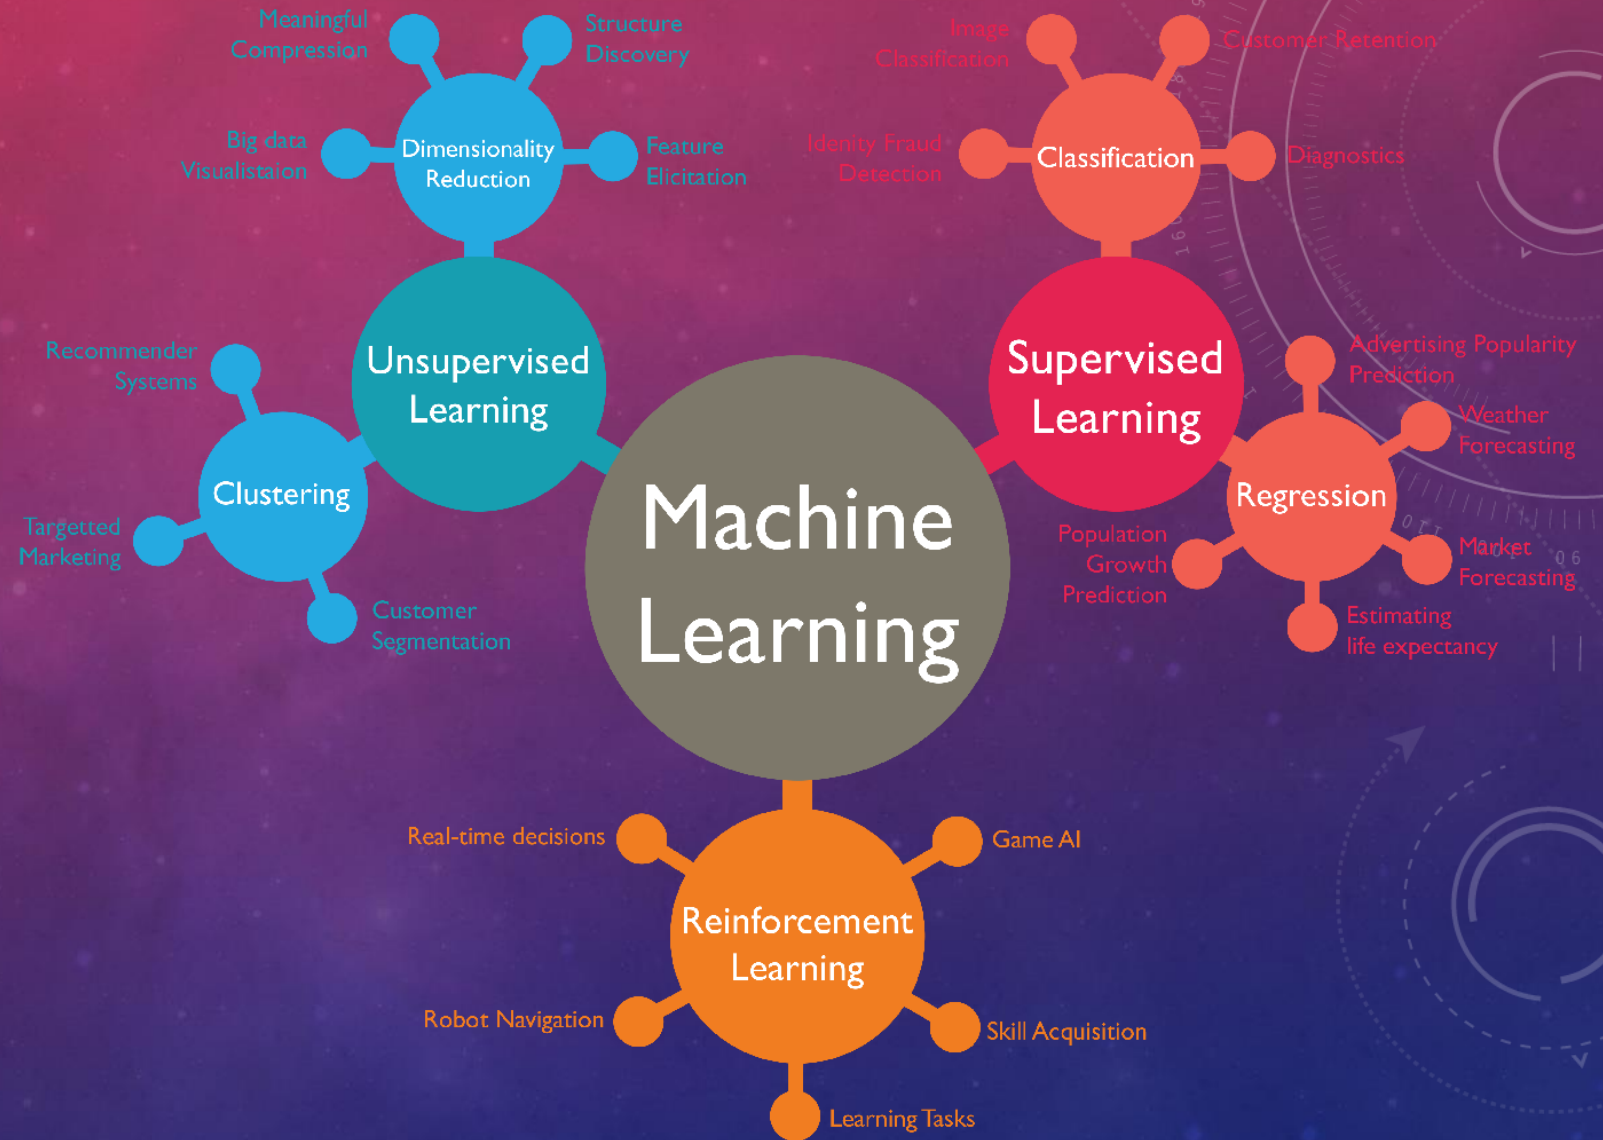 Meaningful
Compression
Structure
Discovery
Big data
Visualistaion
Dimensionality
Reduction
Feature
Elicitation
Image
Classification
Customer Retention
Idenity Fraud
Detection
Classification
Diagnostics
Recommender
Systems
Unsupervised
Learning
Clustering
Targetted
Marketing
Customer
Segmentation
Machine
Learning
Supervised
Learning
Advertising Popularity
Prediction
Weather
Forecasting
Regression
Population
Growth
Prediction
Market
Forecasting
Estimating
life expectancy
Real-time decisions
Game AI
Reinforcement
Learning
Robot Navigation
Skill Acquisition
Learning Tasks